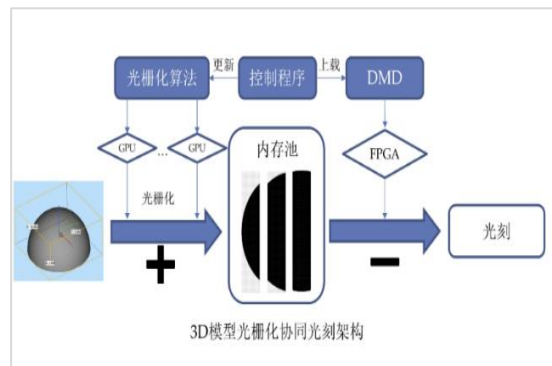 光栅化算法
更新
控制程序
上载
DMD
GPU
...
GPU
FPGA
光栅化
内存池
+
−
光刻
3D模型光栅化协同光刻架构